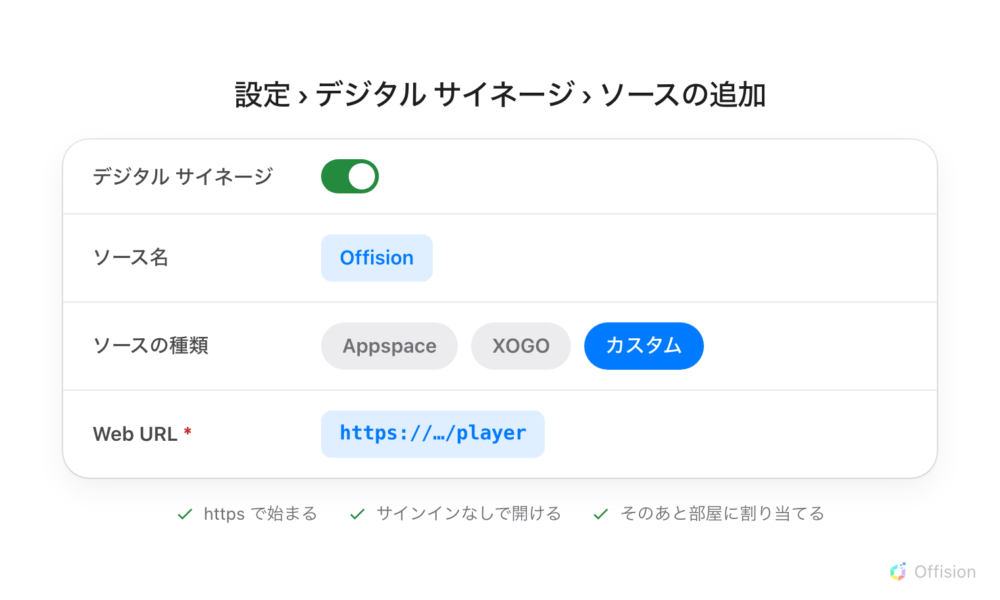 設定 › デジタル サイネージ › ソースの追加
デジタル サイネージ
ソース名
Offision
ソースの種類
Appspace
XOGO
カスタム
Web URL *
https://…/player
https で始まる
サインインなしで開ける
そのあと部屋に割り当てる
Offision